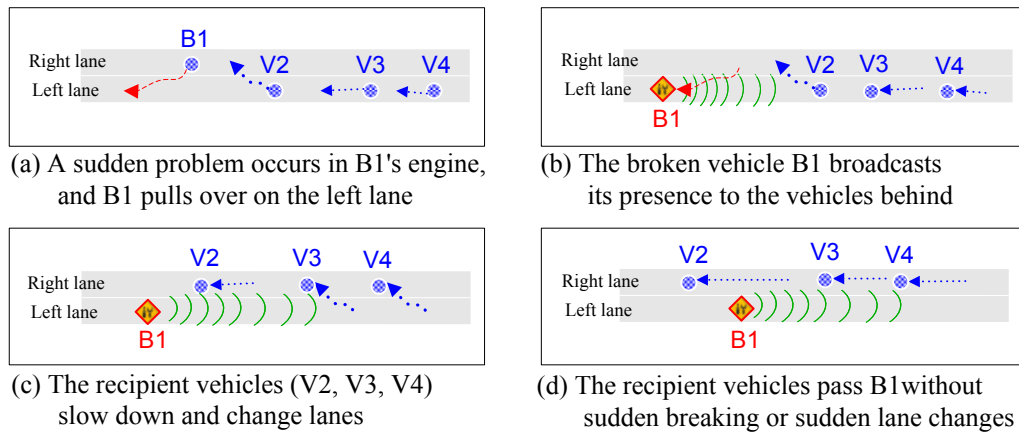 B1
Right lane
V2 V3 V4
Left lane
(a) A sudden problem occurs in B1's engine,
and B1 pulls over on the left lane
Right lane
V2 V3 V4
Left lane
B1
(b) The broken vehicle B1 broadcasts
its presence to the vehicles behind
V2 V3 V4
Right lane
Left lane
B1
(c) The recipient vehicles (V2, V3, V4)
slow down and change lanes
V2 V3 V4
Right lane
Left lane
B1
(d) The recipient vehicles pass B1without
sudden breaking or sudden lane changes